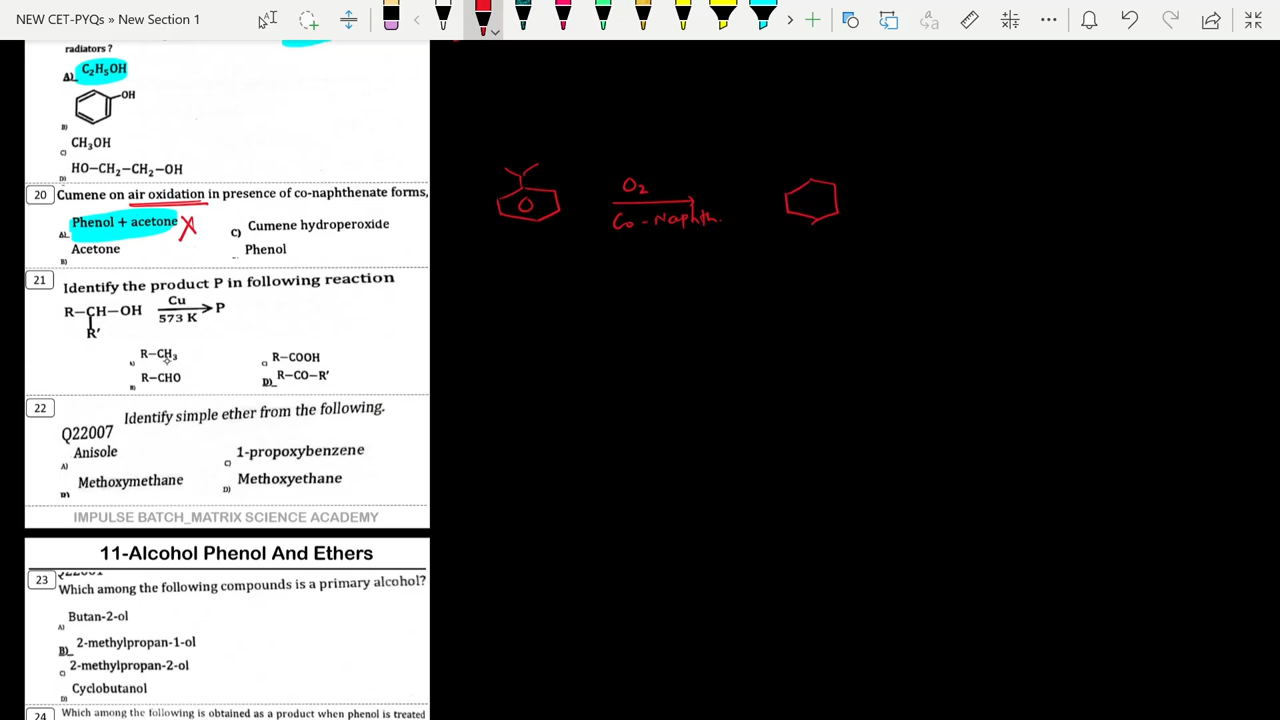 NEW CET-PYQs » New Section 1
radiators ?
A) C₂H₅OH
-OH
B)
CH₃OH
C)
HO−CH₂−CH₂−OH
D)
20 Cumene on air oxidation in presence of co-naphthenate forms,
A) Phenol + acetone
C) Cumene hydroperoxide
Acetone
B)
Phenol
21 Identify the product P in following reaction
R−CH−OH Cu 573 K P
R'
R−CH₃
R−COOH
C)
R−CHO
B)
D) R−CO−R'
22 Identify simple ether from the following.
Q22007
Anisole
A)
1-propoxybenzene
C)
Methoxymethane
Methoxyethane
D)
IMPULSE BATCH_MATRIX SCIENCE ACADEMY
11-Alcohol Phenol And Ethers
23 Which among the following compounds is a primary alcohol?
Butan-2-ol
A)
B) 2-methylpropan-1-ol
2-methylpropan-2-ol
C)
Cyclobutanol
D)
24 Which among the following is obtained as a product when phenol is treated
O₂
Co-Naphth.